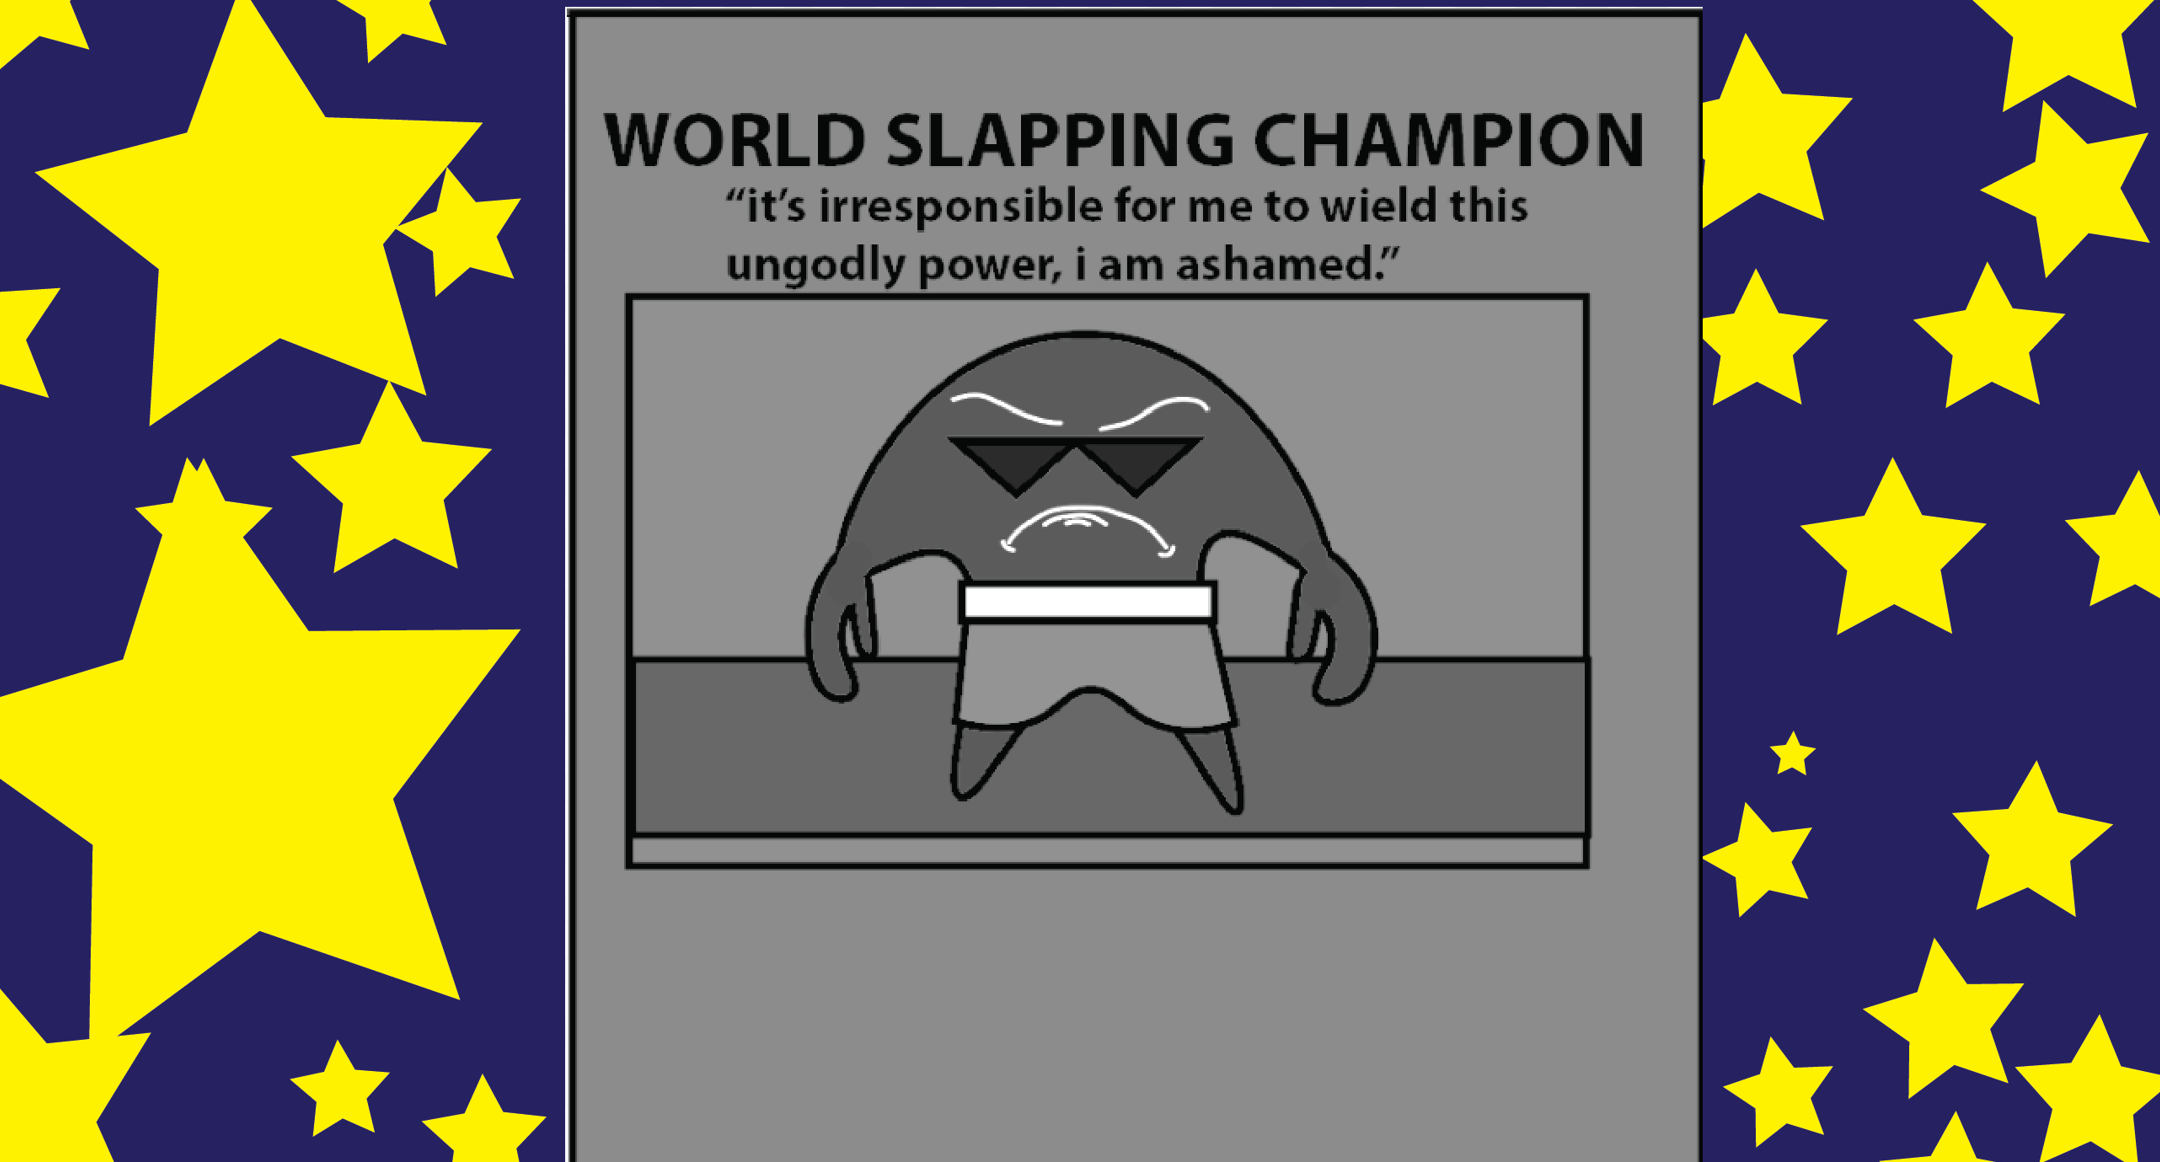 WORLD SLAPPING CHAMPION
“it’s irresponsible for me to wield this
ungodly power, i am ashamed.”